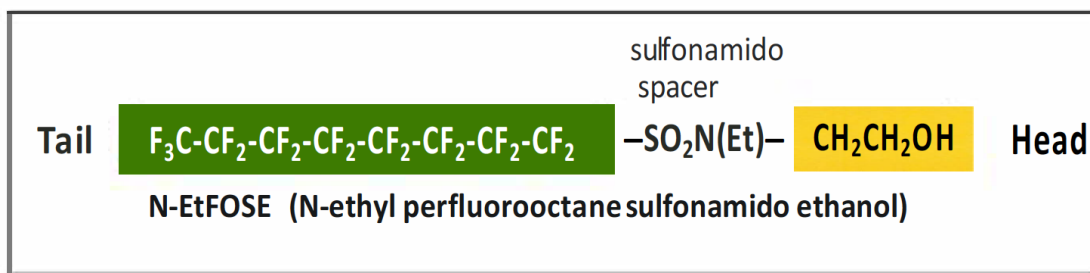 sulfonamido
spacer
Tail F₃C-CF₂-CF₂-CF₂-CF₂-CF₂-CF₂-CF₂ –SO₂N(Et)– CH₂CH₂OH Head
N-EtFOSE (N-ethyl perfluorooctane sulfonamido ethanol)